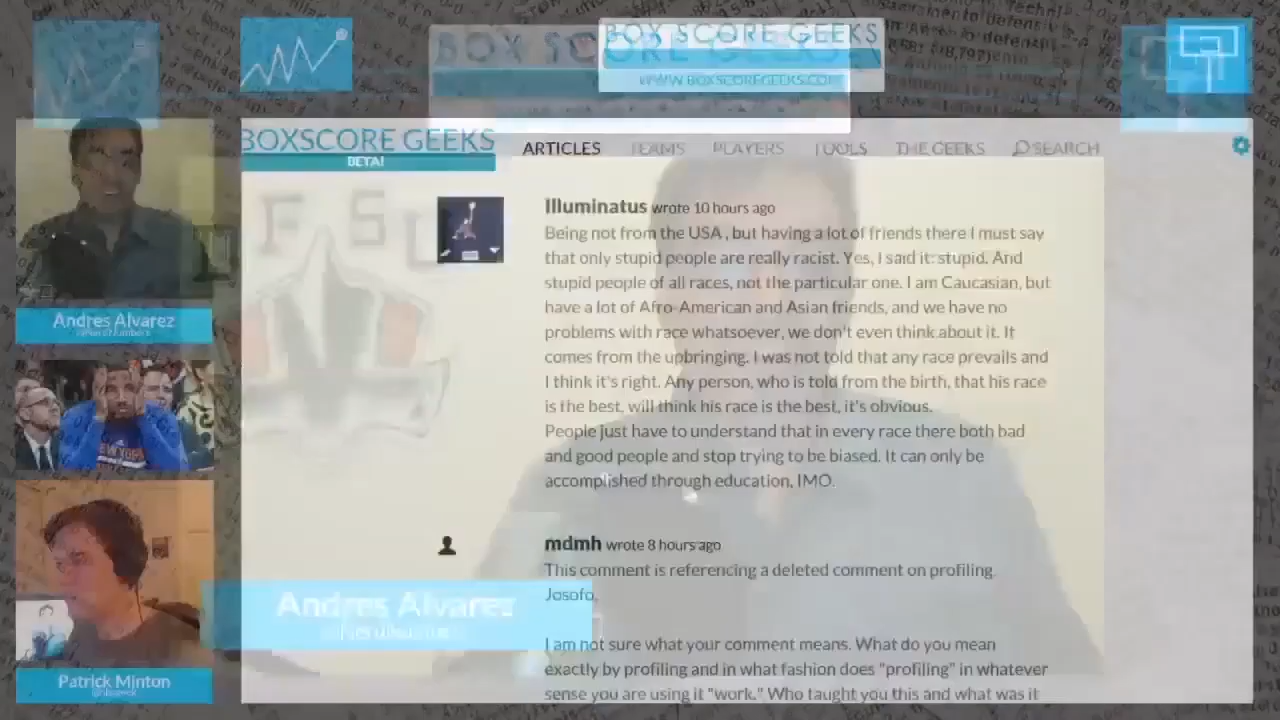 BOX SCORE GEEKS
BOX SCORE GEEKS
WWW.BOXSCOREGEEKS.COM
BOXSCORE GEEKS
BETA!
ARTICLES TEAMS PLAYERS TOOLS THE GEEKS SEARCH
Illuminatus wrote 10 hours ago
Being not from the USA , but having a lot of friends there I must say
that only stupid people are really racist. Yes, I said it: stupid. And
stupid people of all races, not the particular one. I am Caucasian, but
have a lot of Afro-American and Asian friends, and we have no
problems with race whatsoever, we don't even think about it. It
comes from the upbringing. I was not told that any race prevails and
I think it's right. Any person, who is told from the birth, that his race
is the best, will think his race is the best, it's obvious.
People just have to understand that in every race there both bad
and good people and stop trying to be biased. It can only be
accomplished through education, IMO.
mdmh wrote 8 hours ago
This comment is referencing a deleted comment on profiling.
Josofo,
I am not sure what your comment means. What do you mean
exactly by profiling and in what fashion does "profiling" in whatever
sense you are using it "work." Who taught you this and what was it
Andres Alvarez
NEW YORK
Patrick Minton
Andres Alvarez